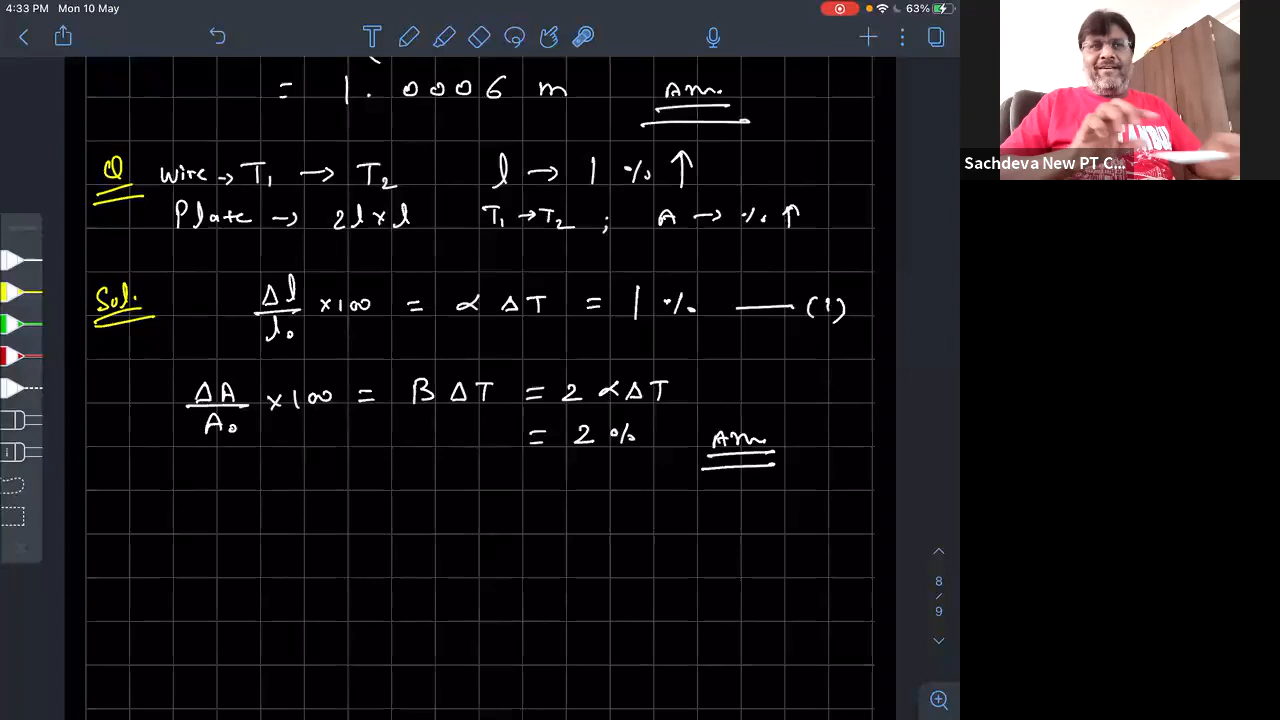 4:33 PM Mon 10 May
63%
= 1.0006 m Ans.
Q wire → T₁ → T₂ l → 1 % ↑
Plate → 2l × l T₁ → T₂ ; A → % ↑
Sol. Δl/l₀ × 100 = α ΔT = 1 % —— (1)
ΔA/A₀ × 100 = β ΔT = 2 α ΔT
= 2 % Ans.
Sachdeva New PT C...
8
/
9